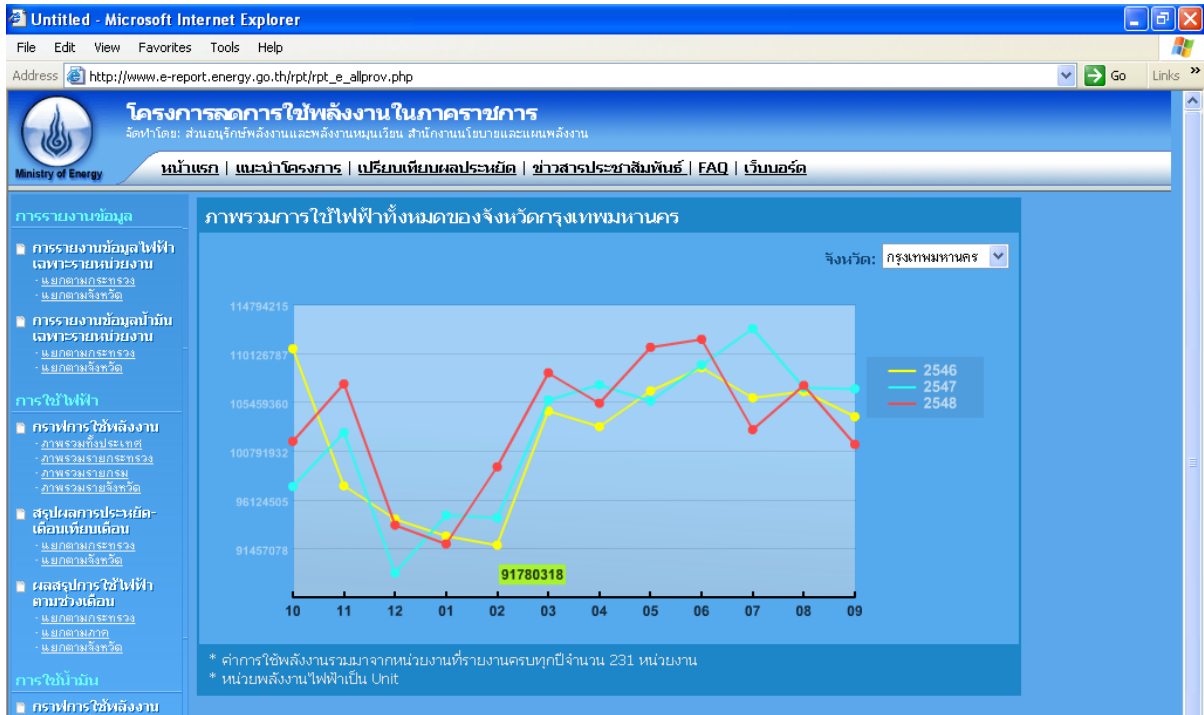 Untitled - Microsoft Internet Explorer
File Edit View Favorites Tools Help
Address http://www.e-report.energy.go.th/rpt/rpt_e_allprov.php Go Links »
โครงการลดการใช้พลังงานในภาคราชการ
จัดทำโดย: ส่วนอนุรักษ์พลังงานและพลังงานหมุนเวียน สำนักงานนโยบายและแผนพลังงาน
Ministry of Energy
หน้าแรก | แนะนำโครงการ | เปรียบเทียบผลประหยัด | ข่าวสารประชาสัมพันธ์ | FAQ | เว็บบอร์ด
การรายงานข้อมูล
การรายงานข้อมูลไฟฟ้า
เฉพาะรายหน่วยงาน
- แยกตามกระทรวง
- แยกตามจังหวัด
การรายงานข้อมูลน้ำมัน
เฉพาะรายหน่วยงาน
- แยกตามกระทรวง
- แยกตามจังหวัด
การใช้ไฟฟ้า
กราฟการใช้พลังงาน
- ภาพรวมทั้งประเทศ
- ภาพรวมรายกระทรวง
- ภาพรวมรายกรม
- ภาพรวมรายจังหวัด
สรุปผลการประหยัด-
เดือนเทียบเดือน
- แยกตามกระทรวง
- แยกตามจังหวัด
ผลสรุปการใช้ไฟฟ้า
ตามช่วงเดือน
- แยกตามกระทรวง
- แยกตามภาค
- แยกตามจังหวัด
การใช้น้ำมัน
กราฟการใช้พลังงาน
ภาพรวมการใช้ไฟฟ้าทั้งหมดของจังหวัดกรุงเทพมหานคร
จังหวัด: กรุงเทพมหานคร
114794215
110126787
105459360
100791932
96124505
91457078
91780318
10 11 12 01 02 03 04 05 06 07 08 09
2546
2547
2548
* ค่าการใช้พลังงานรวมมาจากหน่วยงานที่รายงานครบทุกปีจำนวน 231 หน่วยงาน
* หน่วยพลังงานไฟฟ้าเป็น Unit